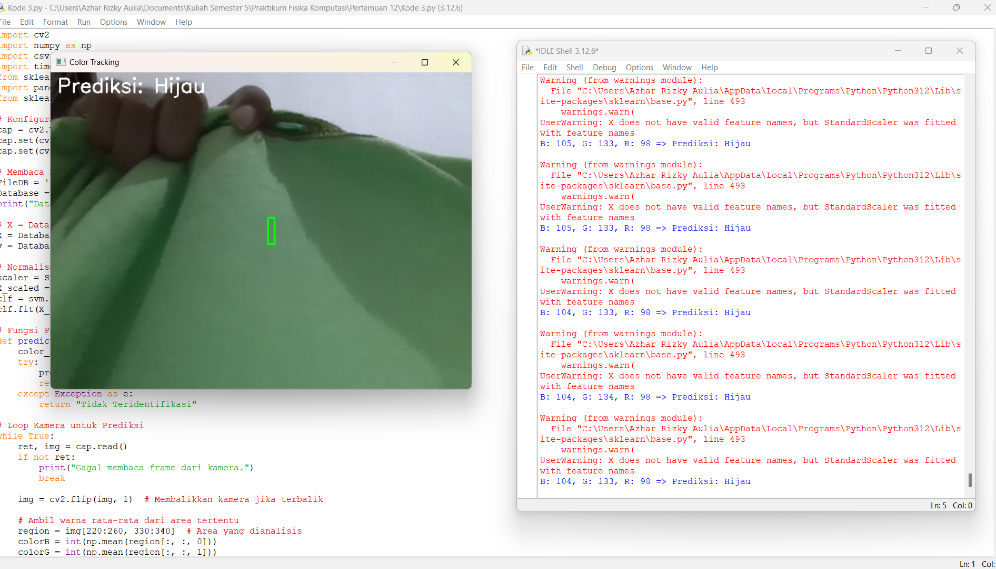 Kode 3.py - C:\Users\Azhar Rizky Aulia\Documents\Kuliah Semester 5\Praktikum Fisika Komputasi\Pertemuan 12\Kode 3.py (3.12.6)
File Edit Format Run Options Window Help
import cv2
import numpy as np
import csv
import tim
from sklea
import pan
from sklea
# Konfigur
cap = cv2.
cap.set(cv
cap.set(cv
# Membaca
FileDB = '
Database =
print("Dat
# X = Data
X = Databa
y = Databa
# Normalisa
scaler = S
X_scaled =
clf = svm.
clf.fit(X_
# Fungsi P
def predic
color_
try:
pr
re
except Exception as e:
return "Tidak Teridentifikasi"
# Loop Kamera untuk Prediksi
while True:
ret, img = cap.read()
if not ret:
print("Gagal membaca frame dari kamera.")
break
img = cv2.flip(img, 1)  # Membalikkan kamera jika terbalik
# Ambil warna rata-rata dari area tertentu
region = img[220:260, 330:340]  # Area yang dianalisis
colorB = int(np.mean(region[:, :, 0]))
colorG = int(np.mean(region[:, :, 1]))
Ln: 1 Col:
Color Tracking
Prediksi: Hijau
*IDLE Shell 3.12.6*
File Edit Shell Debug Options Window Help
Warning (from warnings module):
File "C:\Users\Azhar Rizky Aulia\AppData\Local\Programs\Python\Python312\Lib\s
ite-packages\sklearn\base.py", line 493
warnings.warn(
UserWarning: X does not have valid feature names, but StandardScaler was fitted
with feature names
B: 105, G: 133, R: 98 => Prediksi: Hijau
Warning (from warnings module):
File "C:\Users\Azhar Rizky Aulia\AppData\Local\Programs\Python\Python312\Lib\s
ite-packages\sklearn\base.py", line 493
warnings.warn(
UserWarning: X does not have valid feature names, but StandardScaler was fitted
with feature names
B: 105, G: 133, R: 98 => Prediksi: Hijau
Warning (from warnings module):
File "C:\Users\Azhar Rizky Aulia\AppData\Local\Programs\Python\Python312\Lib\s
ite-packages\sklearn\base.py", line 493
warnings.warn(
UserWarning: X does not have valid feature names, but StandardScaler was fitted
with feature names
B: 104, G: 133, R: 98 => Prediksi: Hijau
Warning (from warnings module):
File "C:\Users\Azhar Rizky Aulia\AppData\Local\Programs\Python\Python312\Lib\s
ite-packages\sklearn\base.py", line 493
warnings.warn(
UserWarning: X does not have valid feature names, but StandardScaler was fitted
with feature names
B: 104, G: 134, R: 98 => Prediksi: Hijau
Warning (from warnings module):
File "C:\Users\Azhar Rizky Aulia\AppData\Local\Programs\Python\Python312\Lib\s
ite-packages\sklearn\base.py", line 493
warnings.warn(
UserWarning: X does not have valid feature names, but StandardScaler was fitted
with feature names
B: 104, G: 133, R: 98 => Prediksi: Hijau
Ln: 5 Col: 0